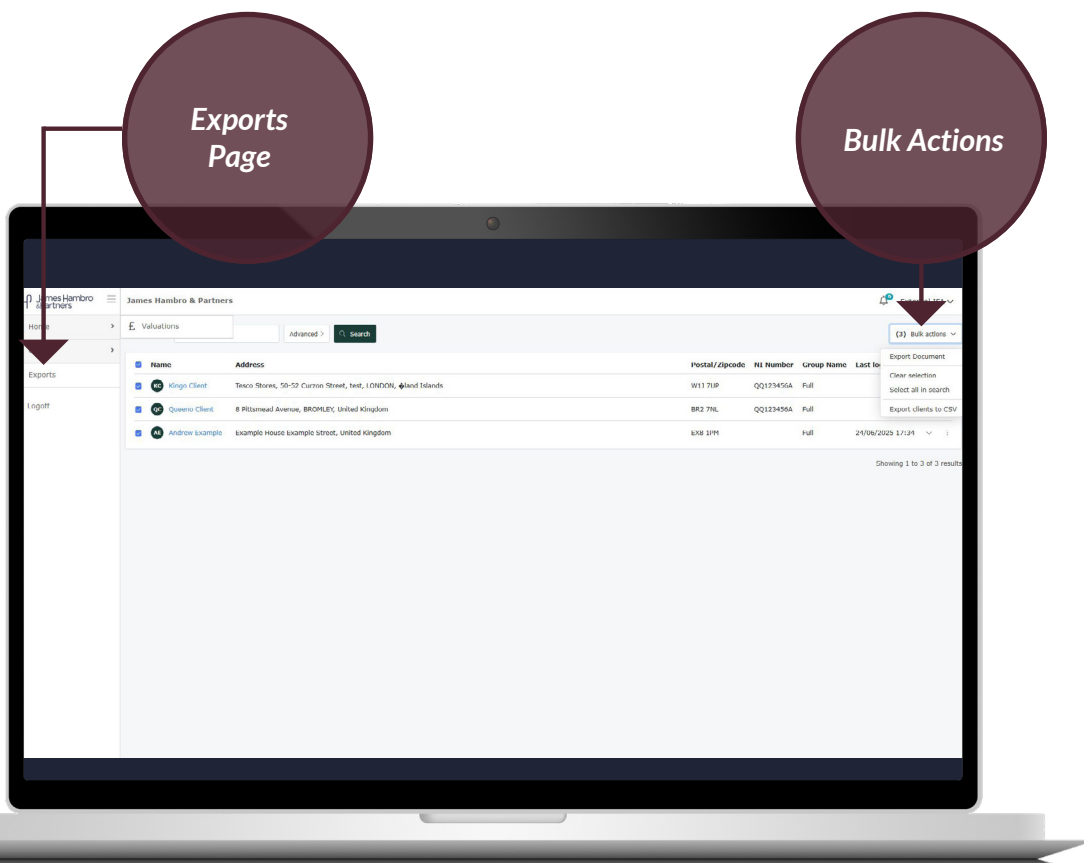 Exports
Page
Bulk Actions
James Hambro
& Partners
James Hambro & Partners
Home
£ Valuations
Advanced >
Search
(3) Bulk actions
Exports
Logoff
Export Document
Clear selection
Select all in search
Export clients to CSV
Name Address Postal/Zipcode NI Number Group Name Last lo
KC Kingo Client Tesco Stores, 50-52 Curzon Street, test, LONDON, �land Islands W1J 7UP QQ123456A Full
QC Queeno Client 8 Pittsmead Avenue, BROMLEY, United Kingdom BR2 7NL QQ123456A Full
AE Andrew Example Example House Example Street, United Kingdom EX8 1PM Full 24/06/2025 17:34
Showing 1 to 3 of 3 results